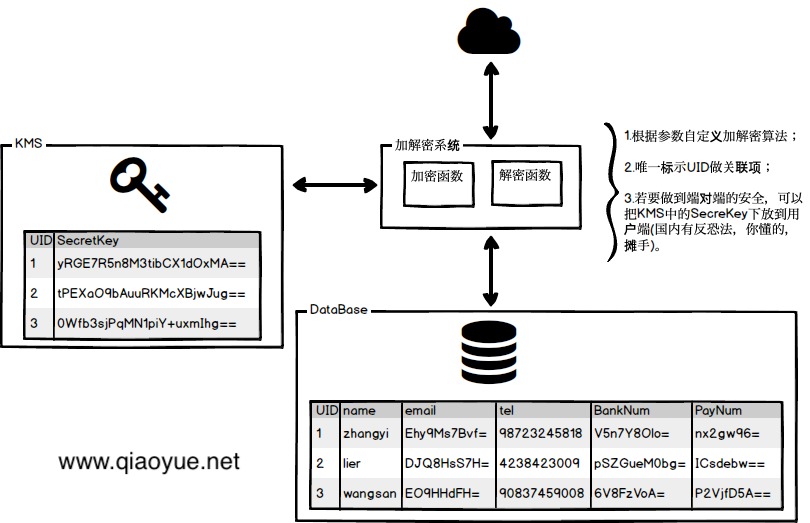 KMS
UID SecretKey
1 yRGE7R5n8M3tibCX1dOxMA==
2 tPEXaO9bAuuRKMcXBjwJug==
3 0Wfb3sjPqMN1piY+uxmIhg==
加解密系统
加密函数
解密函数
1.根据参数自定义加解密算法；
2.唯一标示UID做关联项；
3.若要做到端对端的安全，可以
把KMS中的SecreKey下放到用
户端(国内有反恐法，你懂的，
摊手)。
DataBase
UID name email tel BankNum PayNum
1 zhangyi Ehy9Ms7Bvf= 98723245818 V5n7Y8Olo= nx2gw96=
2 lier DJQ8HsS7H= 4238423009 pSZGueM0bg= ICsdebw==
3 wangsan EO9HHdFH= 90837459008 6V8FzVoA= P2VjfD5A==
www.qiaoyue.net